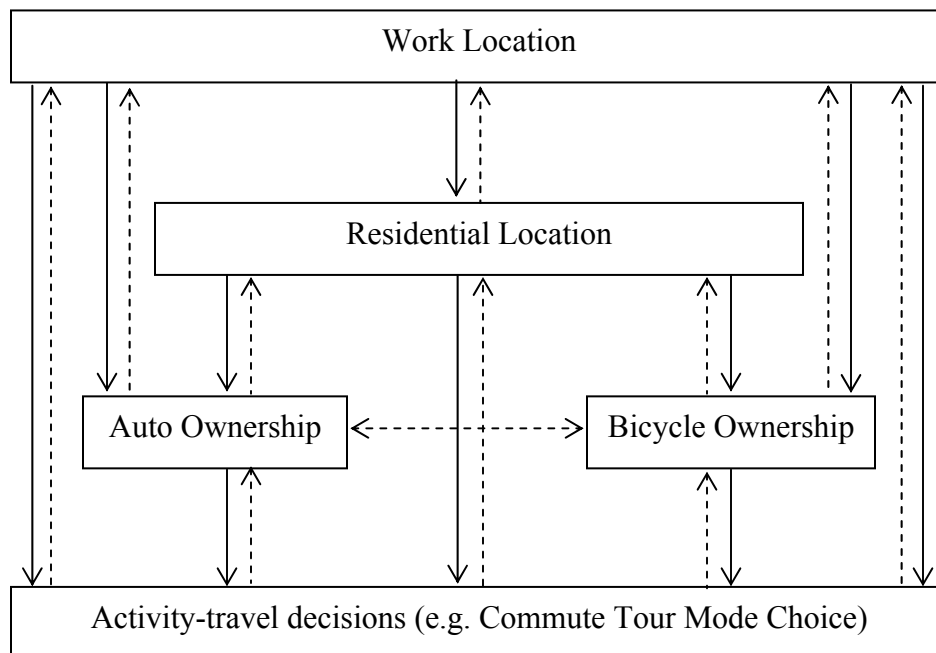 Work Location
Residential Location
Auto Ownership
Bicycle Ownership
Activity-travel decisions (e.g. Commute Tour Mode Choice)